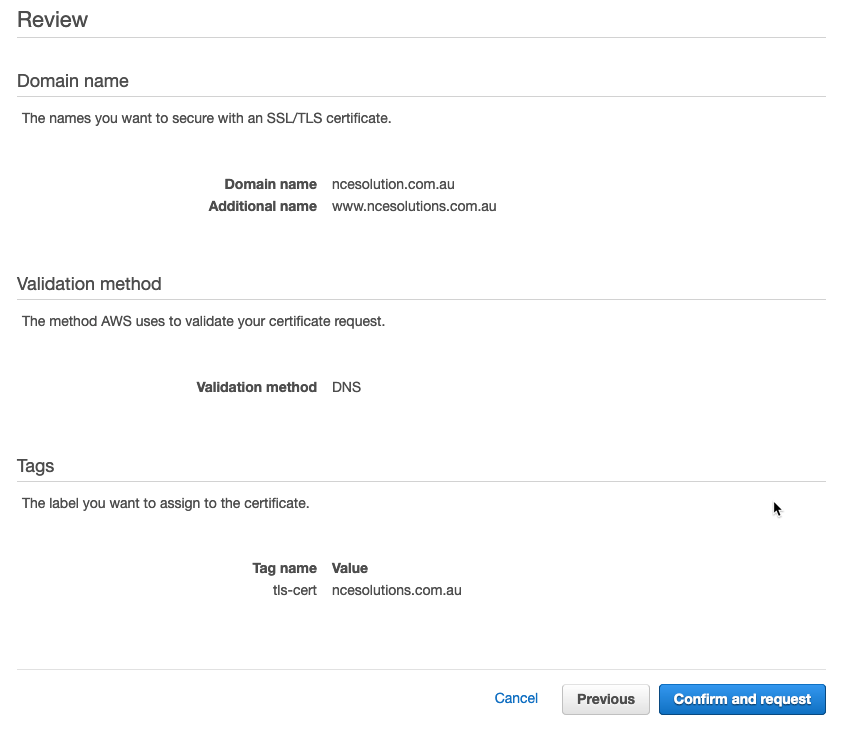 Review
Domain name
The names you want to secure with an SSL/TLS certificate.
Domain name ncesolution.com.au
Additional name www.ncesolutions.com.au
Validation method
The method AWS uses to validate your certificate request.
Validation method DNS
Tags
The label you want to assign to the certificate.
Tag name Value
tls-cert ncesolutions.com.au
Cancel Previous Confirm and request